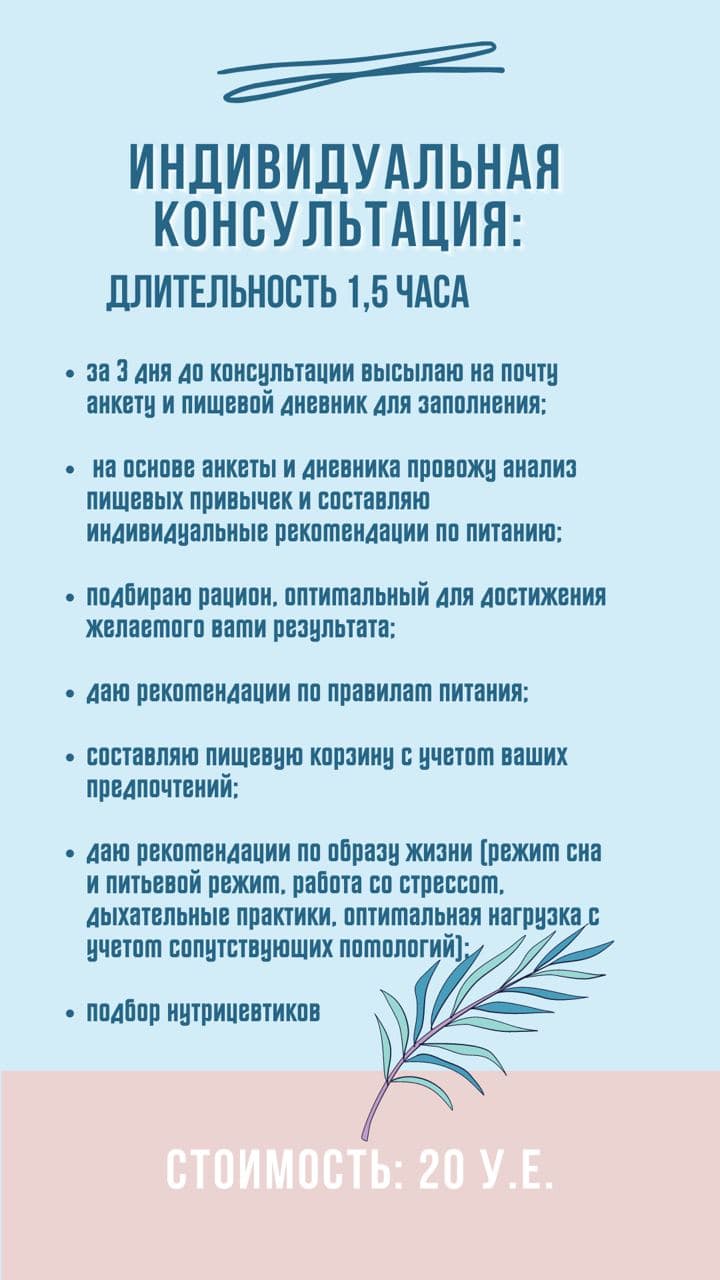 ИНДИВИДУАЛЬНАЯ
КОНСУЛЬТАЦИЯ:
ДЛИТЕЛЬНОСТЬ 1,5 ЧАСА
• за 3 дня до консультации высылаю на почту
анкету и пищевой дневник для заполнения;
• на основе анкеты и дневника провожу анализ
пищевых привычек и составляю
индивидуальные рекомендации по питанию;
• подбираю рацион, оптимальный для достижения
желаемого вами результата;
• даю рекомендации по правилам питания;
• составляю пищевую корзину с учетом ваших
предпочтений;
• даю рекомендации по образу жизни (режим сна
и питьевой режим, работа со стрессом,
дыхательные практики, оптимальная нагрузка с
учетом сопутствующих помологий);
• подбор нутрицевтиков
СТОИМОСТЬ: 20 У.Е.